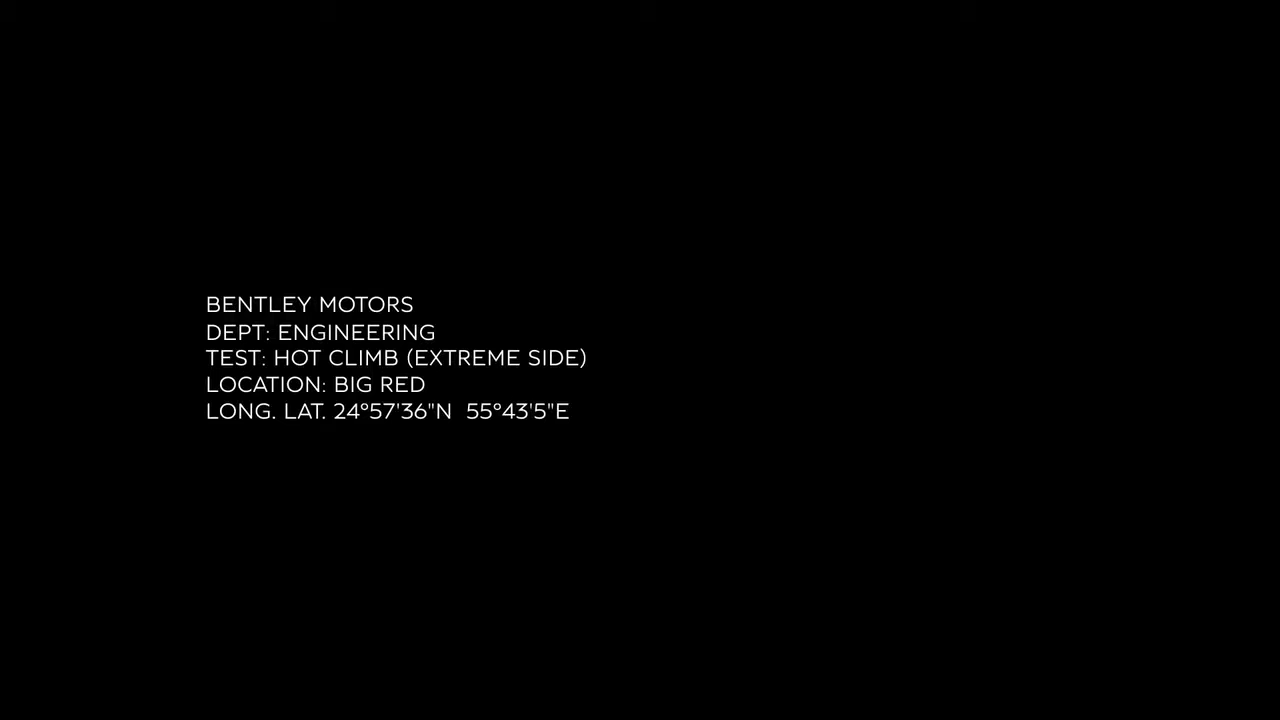 BENTLEY MOTORS
DEPT: ENGINEERING
TEST: HOT CLIMB (EXTREME SIDE)
LOCATION: BIG RED
LONG. LAT. 24°57'36"N  55°43'5"E